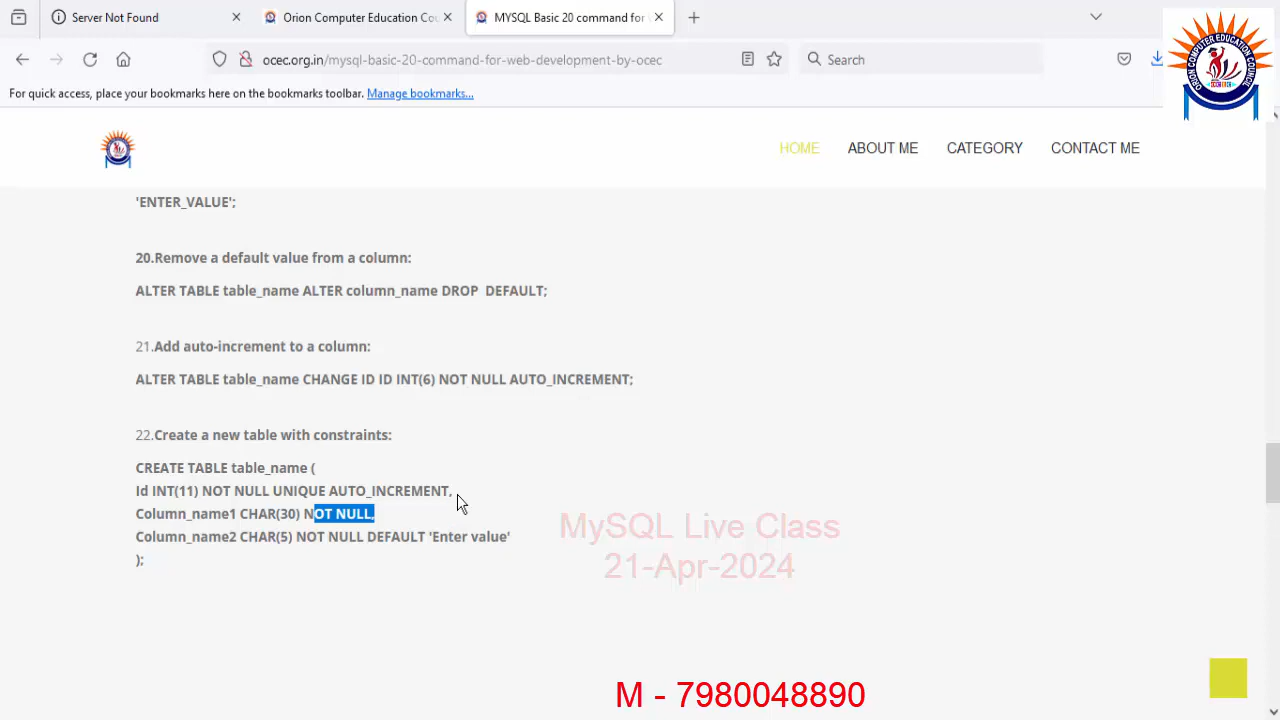 Server Not Found
Orion Computer Education Cou
MYSQL Basic 20 command for
ocec.org.in/mysql-basic-20-command-for-web-development-by-ocec
Search
For quick access, place your bookmarks here on the bookmarks toolbar. Manage bookmarks...
ORION COMPUTER EDUCATION COUNCIL
HOME
ABOUT ME
CATEGORY
CONTACT ME
'ENTER_VALUE';
20.Remove a default value from a column:
ALTER TABLE table_name ALTER column_name DROP  DEFAULT;
21.Add auto-increment to a column:
ALTER TABLE table_name CHANGE ID ID INT(6) NOT NULL AUTO_INCREMENT;
22.Create a new table with constraints:
CREATE TABLE table_name (
Id INT(11) NOT NULL UNIQUE AUTO_INCREMENT,
Column_name1 CHAR(30) NOT NULL,
Column_name2 CHAR(5) NOT NULL DEFAULT 'Enter value'
);
MySQL Live Class
21-Apr-2024
M - 7980048890